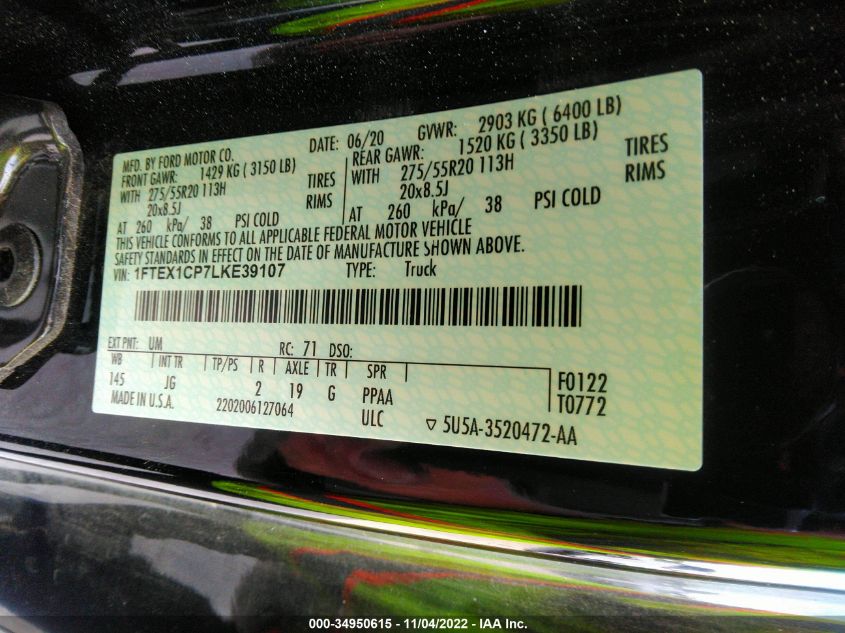 MFD. BY FORD MOTOR CO.
DATE: 06/20 GVWR: 2903 KG ( 6400 LB)
FRONT GAWR: 1429 KG ( 3150 LB)
WITH 275/55R20 113H TIRES
20x8.5J RIMS
AT 260 kPa/ 38 PSI COLD
REAR GAWR: 1520 KG ( 3350 LB)
WITH 275/55R20 113H TIRES
20x8.5J RIMS
AT 260 kPa/ 38 PSI COLD
THIS VEHICLE CONFORMS TO ALL APPLICABLE FEDERAL MOTOR VEHICLE
SAFETY STANDARDS IN EFFECT ON THE DATE OF MANUFACTURE SHOWN ABOVE.
VIN: 1FTEX1CP7LKE39107 TYPE: Truck
EXT PNT: UM RC: 71 DSO:
WB INT TR TP/PS R AXLE TR SPR
145 JG 2 19 G PPAA F0122
MADE IN U.S.A. 2202006127064 ULC T0772
▽ 5U5A-3520472-AA
000-34950615 - 11/04/2022 - IAA Inc.